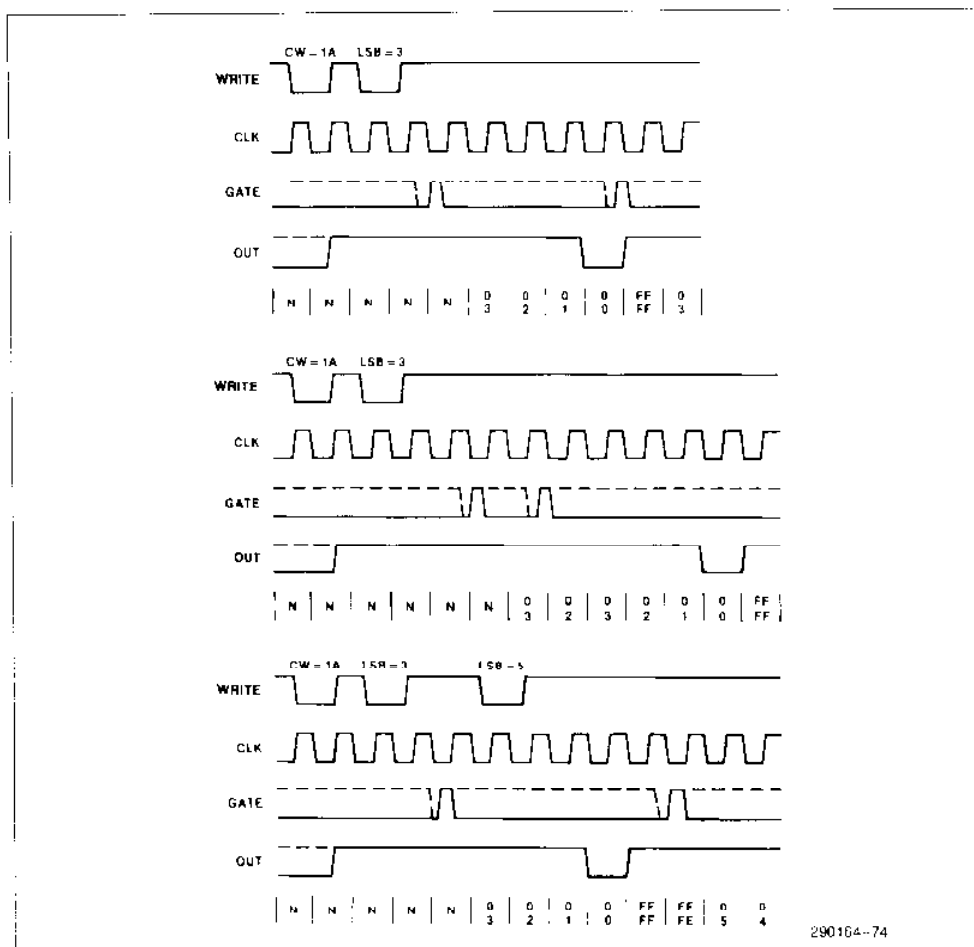 CW=1A LSB=3
WRITE
CLK
GATE
OUT
N N N N N 0 0 0 0 FF 0
3 2 1 0 FF 3
CW=1A LSB=3
WRITE
CLK
GATE
OUT
N N N N N N 0 0 0 0 0 0 FF
3 2 3 2 1 0 FF
CW=1A LSB=3 LSB=5
WRITE
CLK
GATE
OUT
N N N N N 0 0 0 0 FF FF 0 0
3 2 1 0 FF FE 5 4
290164-74